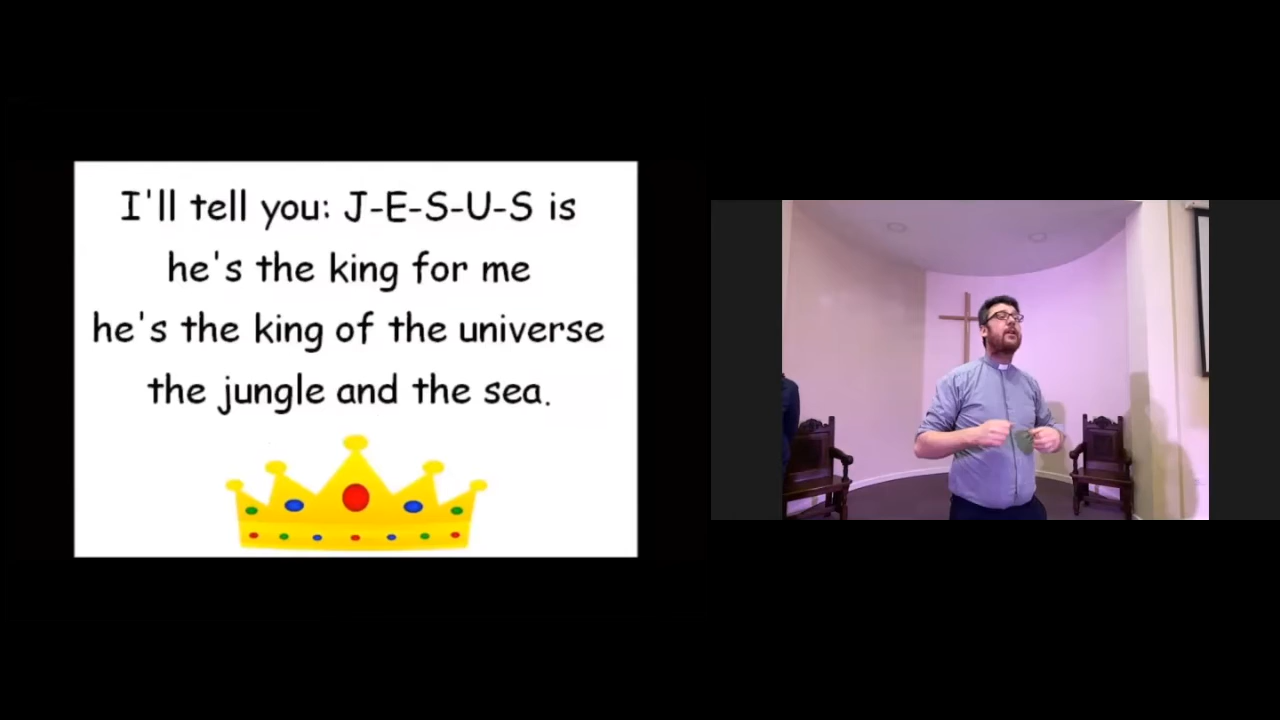 I'll tell you: J-E-S-U-S is
he's the king for me
he's the king of the universe
the jungle and the sea.